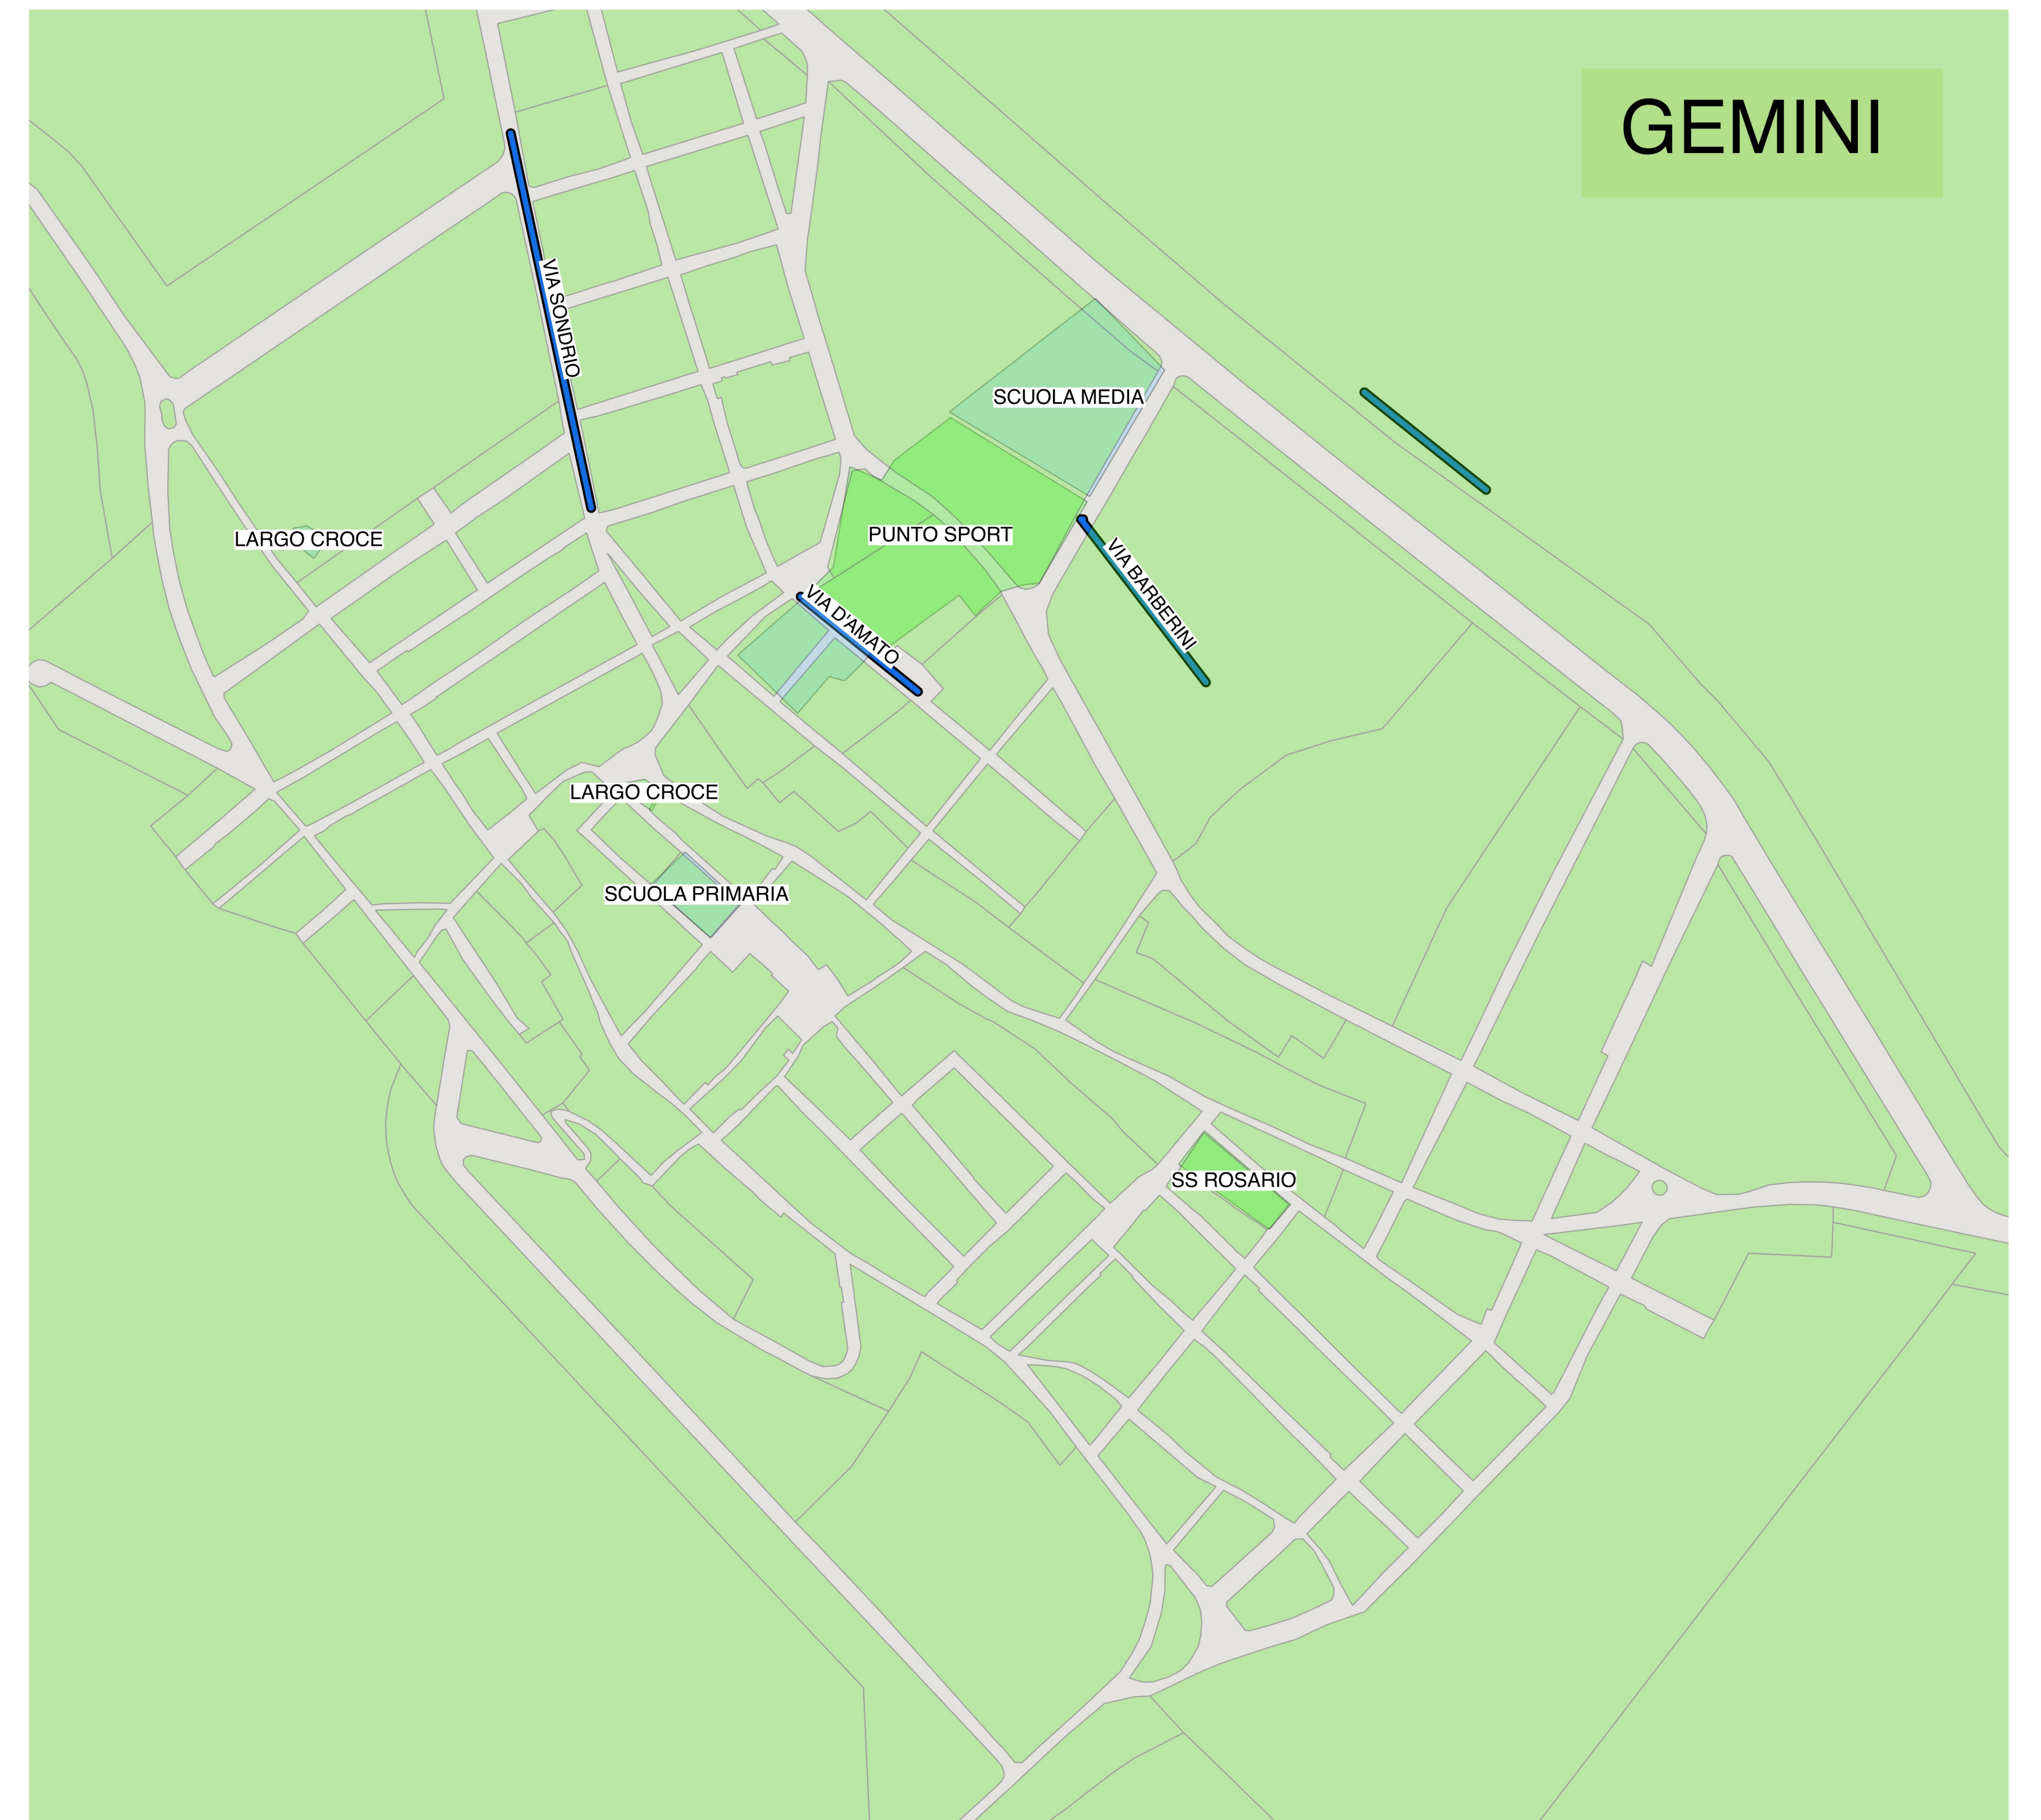 GEMINI
VIA SONDRIO
SCUOLA MEDIA
LARGO CROCE
PUNTO SPORT
VIA BARBERINI
VIA D'AMATO
LARGO CROCE
SCUOLA PRIMARIA
SS ROSARIO